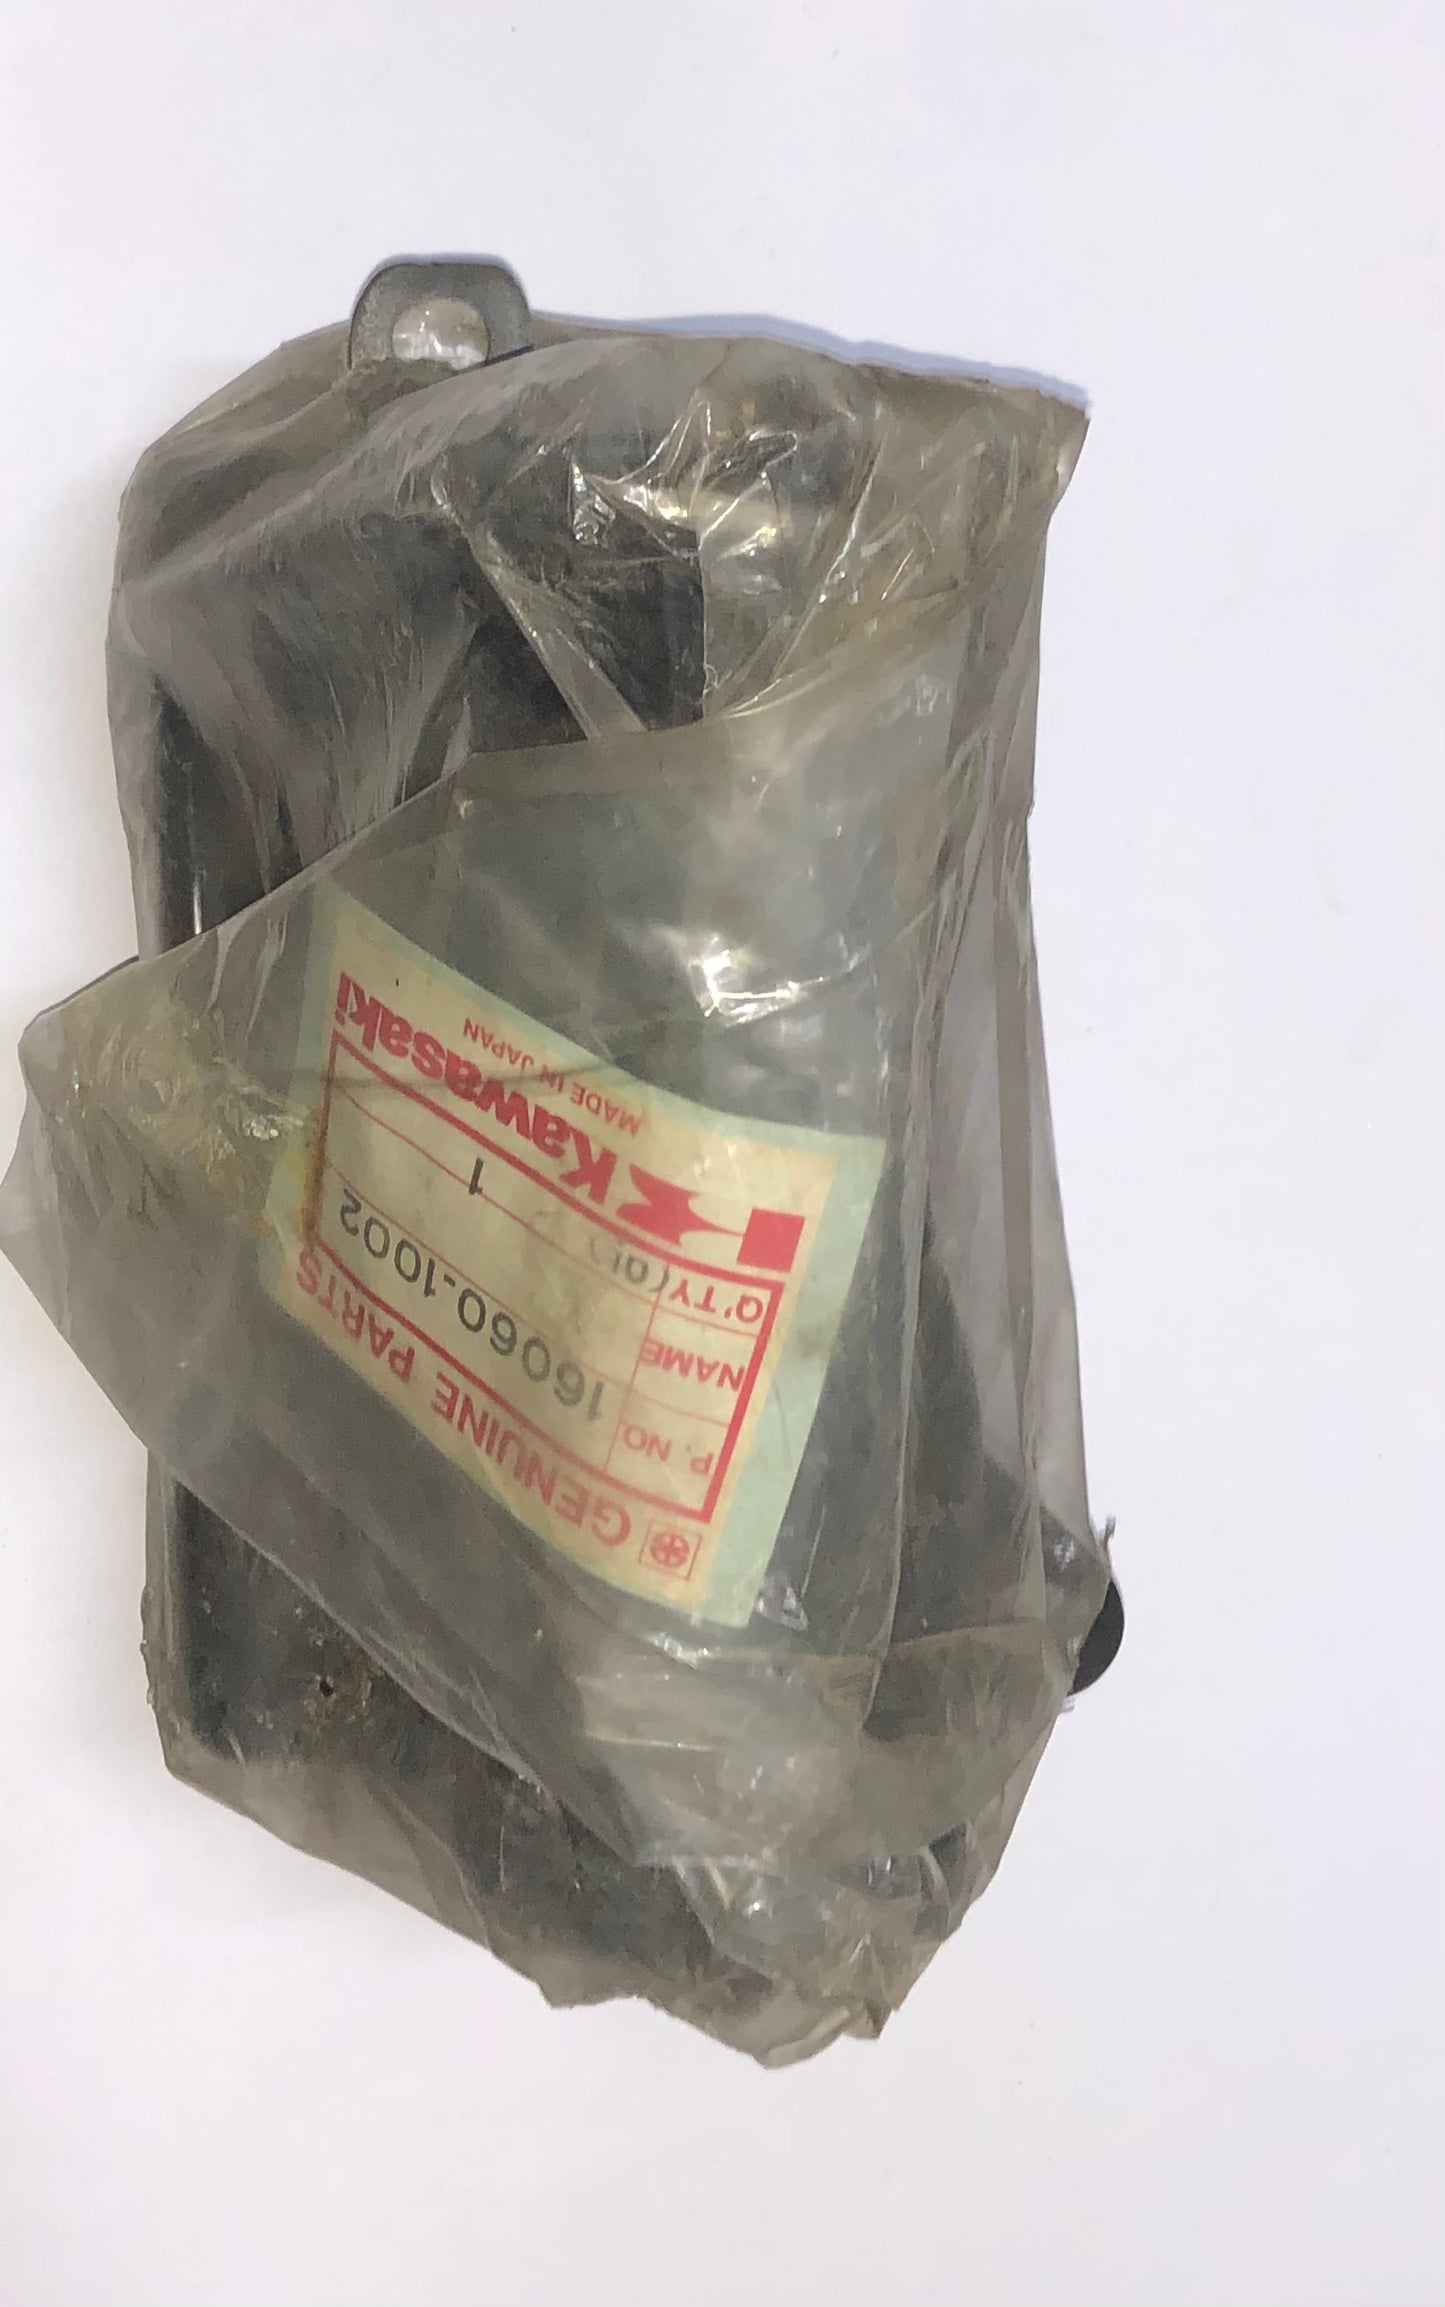 GENUINE PARTS
P. NO. 16060-1002
NAME
Q'TY 1
Kawasaki
MADE IN JAPAN